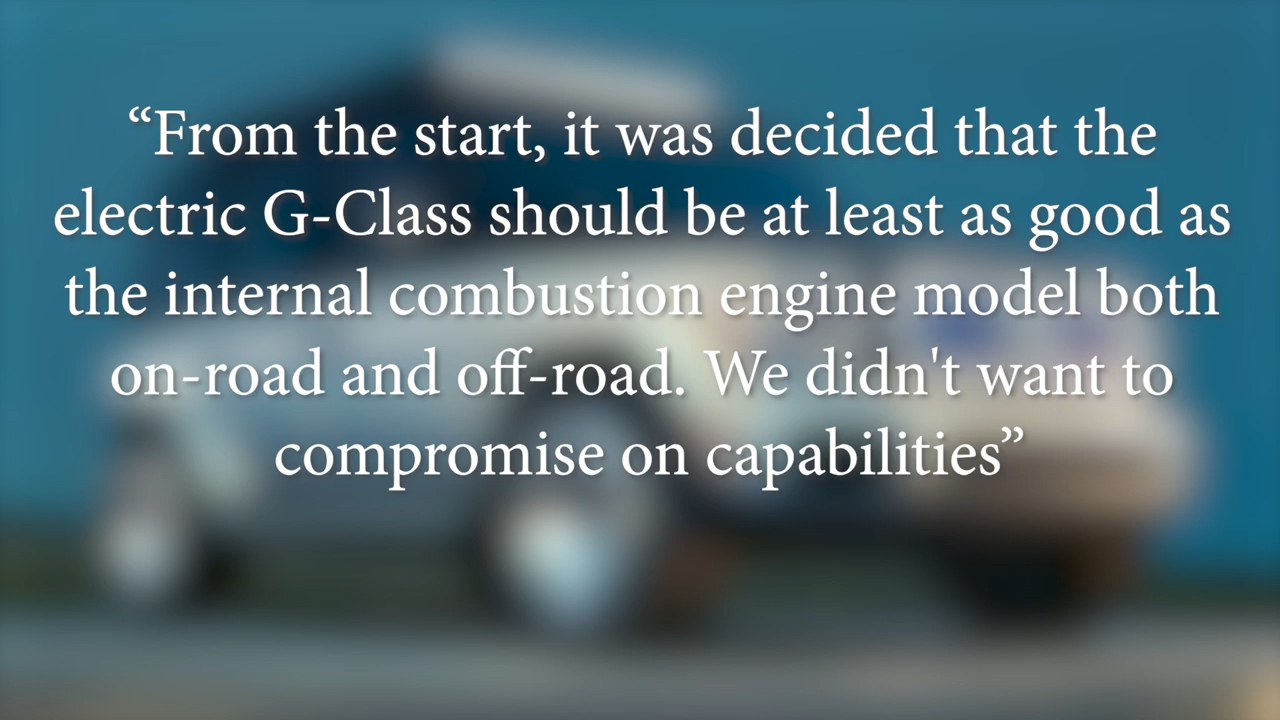 “From the start, it was decided that the
electric G-Class should be at least as good as
the internal combustion engine model both
on-road and off-road. We didn't want to
compromise on capabilities”